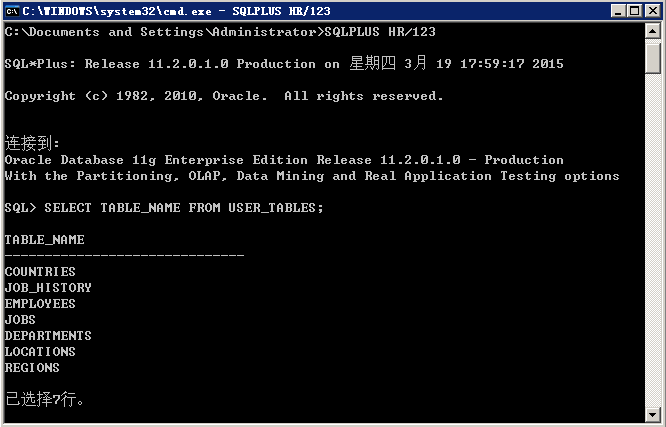 C:\WINDOWS\system32\cmd.exe - SQLPLUS HR/123
C:\Documents and Settings\Administrator>SQLPLUS HR/123
SQL*Plus: Release 11.2.0.1.0 Production on 星期四 3月 19 17:59:17 2015
Copyright (c) 1982, 2010, Oracle.  All rights reserved.
连接到:
Oracle Database 11g Enterprise Edition Release 11.2.0.1.0 - Production
With the Partitioning, OLAP, Data Mining and Real Application Testing options
SQL> SELECT TABLE_NAME FROM USER_TABLES;
TABLE_NAME
------------------------------
COUNTRIES
JOB_HISTORY
EMPLOYEES
JOBS
DEPARTMENTS
LOCATIONS
REGIONS
已选择7行。